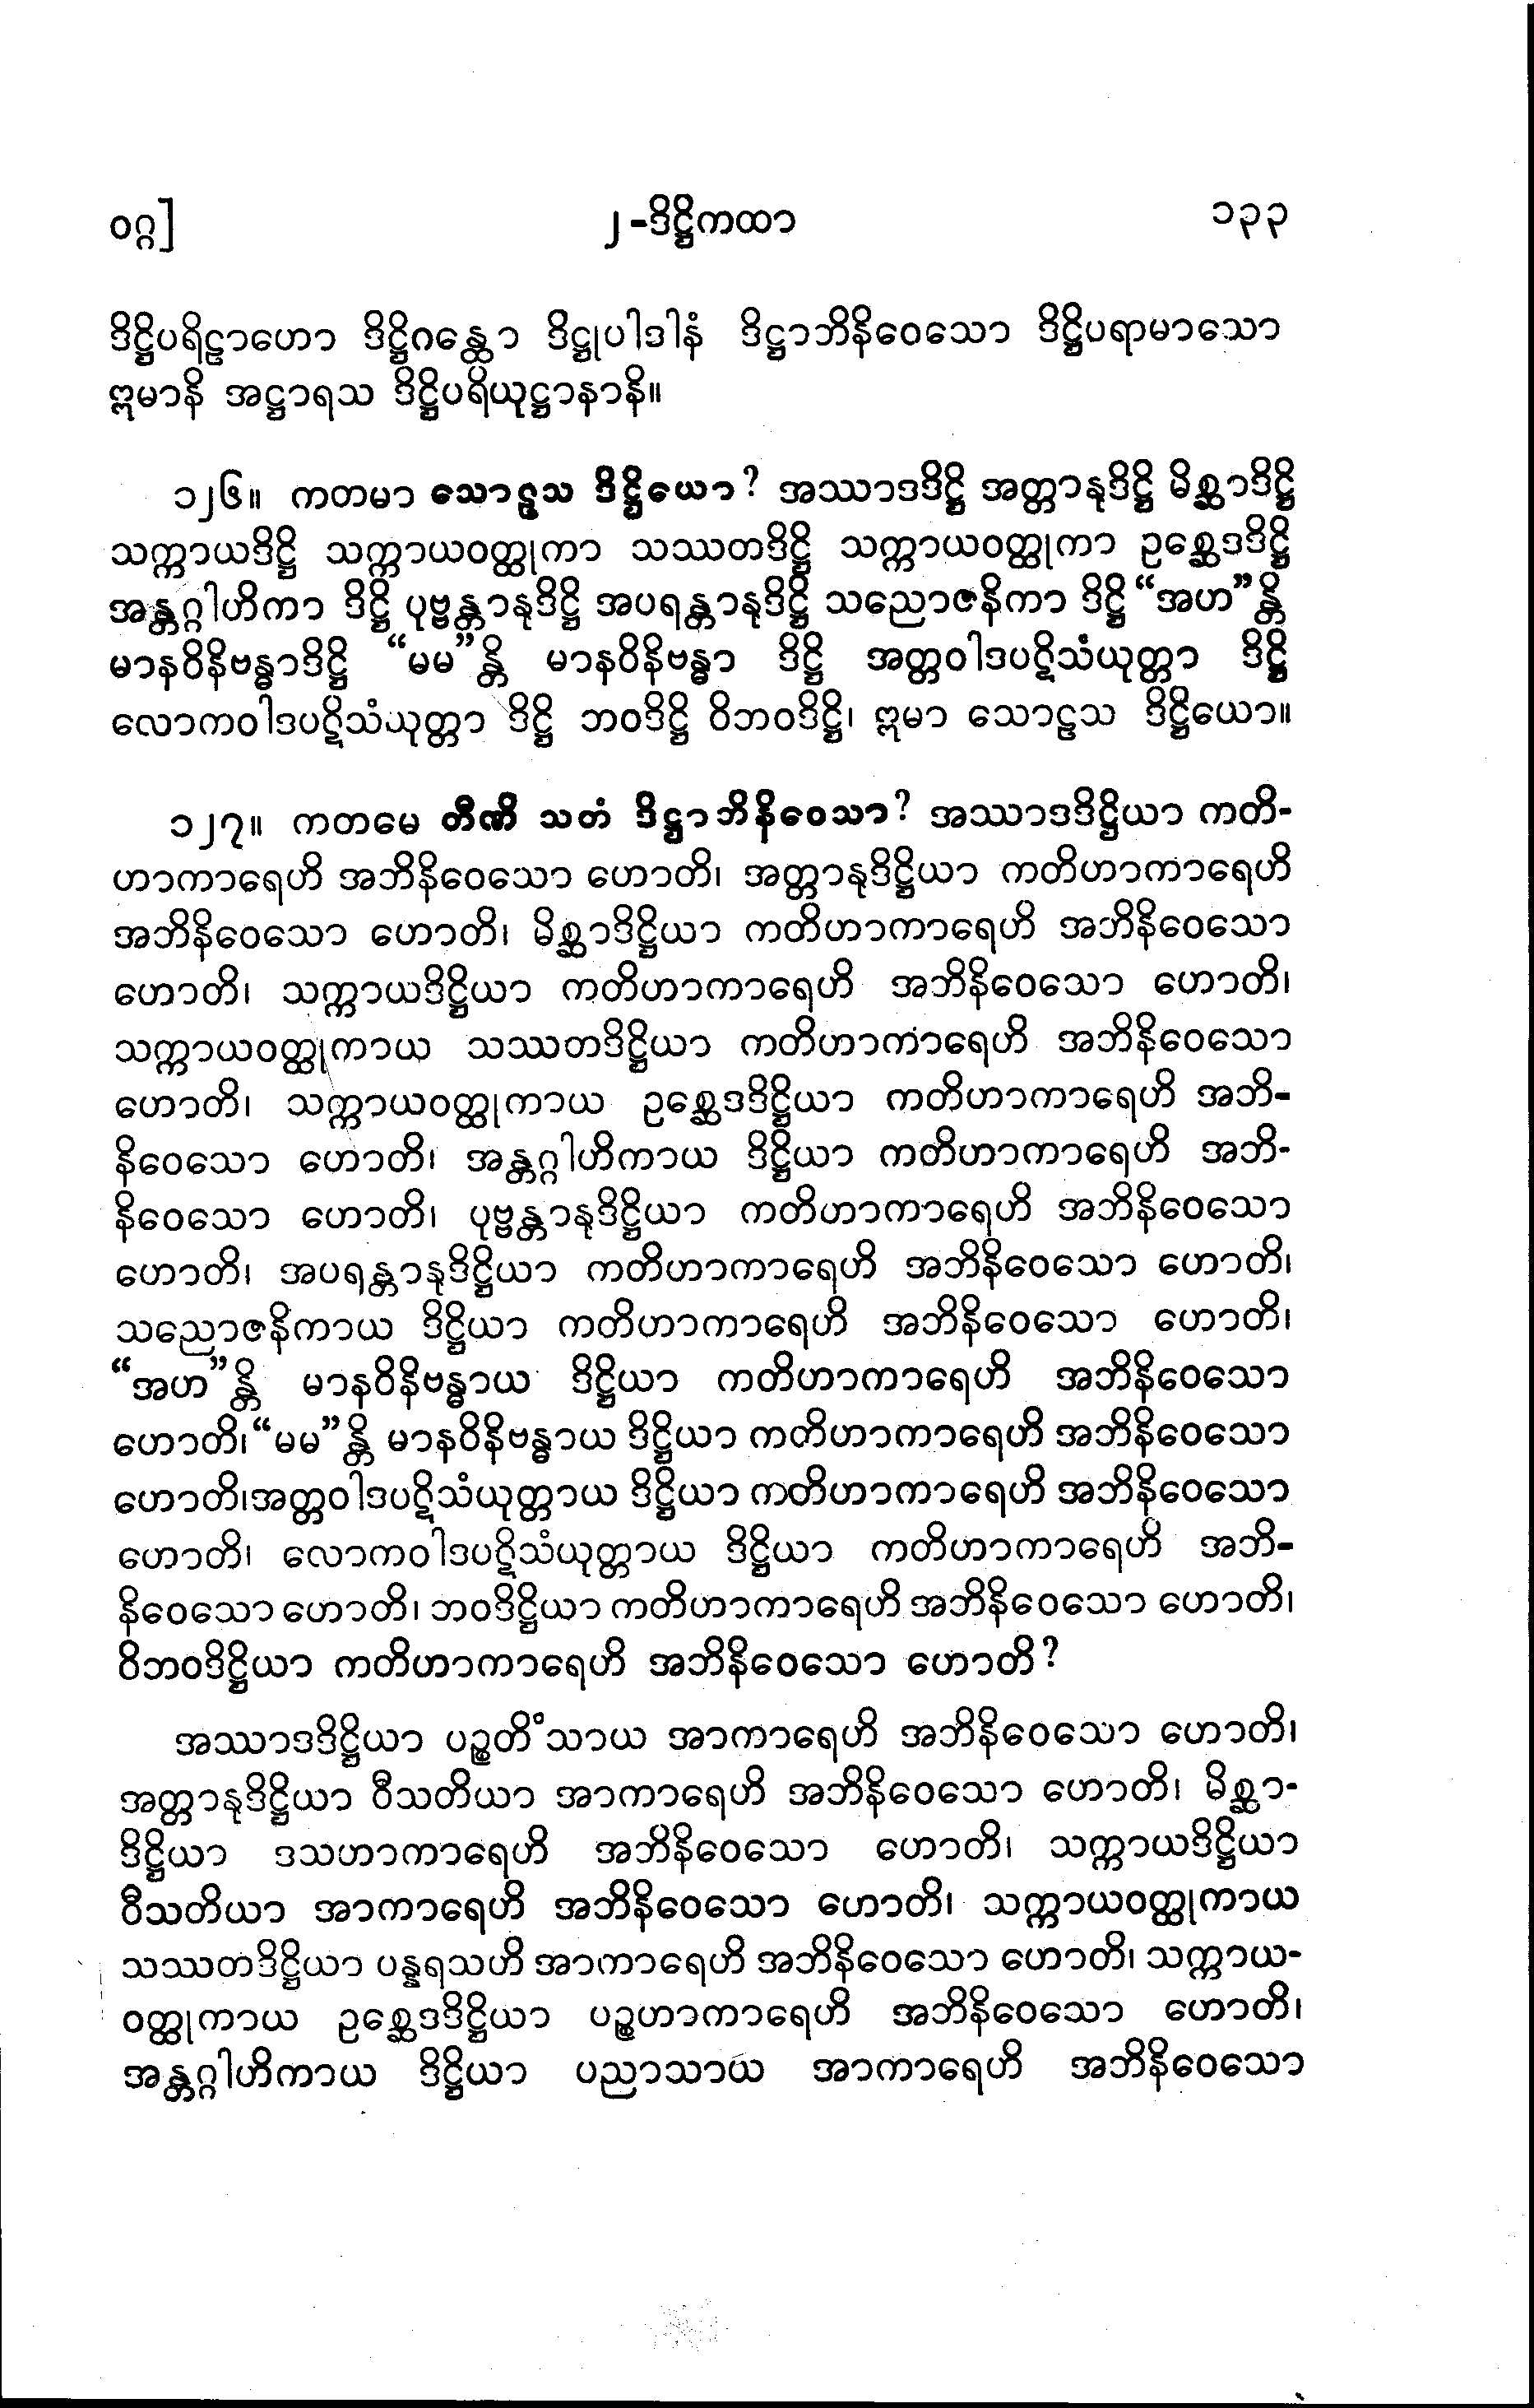 ဝဂ္ဂ]
၂-ဒိဋ္ဌိကထာ
၁၃၃
ဒိဋ္ဌိပရိဠာဟော ဒိဋ္ဌိဂန္ထော ဒိဋ္ဌုပါဒါနံ ဒိဋ္ဌာဘိနိဝေသော ဒိဋ္ဌိပရာမာသော
ဣမာနိ အဋ္ဌာရသ ဒိဋ္ဌိပရိယုဋ္ဌာနာနိ။
၁၂၆။ ကတမာ သောဠသ ဒိဋ္ဌိယော? အဿာဒဒိဋ္ဌိ အတ္တာနုဒိဋ္ဌိ မိစ္ဆာဒိဋ္ဌိ
သက္ကာယဒိဋ္ဌိ သက္ကာယဝတ္ထုကာ သဿတဒိဋ္ဌိ သက္ကာယဝတ္ထုကာ ဥစ္ဆေဒဒိဋ္ဌိ
အန္တဂ္ဂါဟိကာ ဒိဋ္ဌိ ပုဗ္ဗန္တာနုဒိဋ္ဌိ အပရန္တာနုဒိဋ္ဌိ သညောဇနိကာ ဒိဋ္ဌိ “အဟ”န္တိ
မာနဝိနိဗန္ဓာဒိဋ္ဌိ “မမ”န္တိ မာနဝိနိဗန္ဓာ ဒိဋ္ဌိ အတ္တဝါဒပဋိသံယုတ္တာ ဒိဋ္ဌိ
လောကဝါဒပဋိသံယုတ္တာ ဒိဋ္ဌိ ဘဝဒိဋ္ဌိ ဝိဘဝဒိဋ္ဌိ၊ ဣမာ သောဠသ ဒိဋ္ဌိယော။
၁၂၇။ ကတမေ တီဏိ သတံ ဒိဋ္ဌာဘိနိဝေသာ? အဿာဒဒိဋ္ဌိယာ ကတိ-
ဟာကာရေဟိ အဘိနိဝေသော ဟောတိ၊ အတ္တာနုဒိဋ္ဌိယာ ကတိဟာကာရေဟိ
အဘိနိဝေသော ဟောတိ၊ မိစ္ဆာဒိဋ္ဌိယာ ကတိဟာကာရေဟိ အဘိနိဝေသော
ဟောတိ၊ သက္ကာယဒိဋ္ဌိယာ ကတိဟာကာရေဟိ အဘိနိဝေသော ဟောတိ၊
သက္ကာယဝတ္ထုကာယ သဿတဒိဋ္ဌိယာ ကတိဟာကာရေဟိ အဘိနိဝေသော
ဟောတိ၊ သက္ကာယဝတ္ထုကာယ ဥစ္ဆေဒဒိဋ္ဌိယာ ကတိဟာကာရေဟိ အဘိ-
နိဝေသော ဟောတိ၊ အန္တဂ္ဂါဟိကာယ ဒိဋ္ဌိယာ ကတိဟာကာရေဟိ အဘိ-
နိဝေသော ဟောတိ၊ ပုဗ္ဗန္တာနုဒိဋ္ဌိယာ ကတိဟာကာရေဟိ အဘိနိဝေသော
ဟောတိ၊ အပရန္တာနုဒိဋ္ဌိယာ ကတိဟာကာရေဟိ အဘိနိဝေသော ဟောတိ၊
သညောဇနိကာယ ဒိဋ္ဌိယာ ကတိဟာကာရေဟိ အဘိနိဝေသော ဟောတိ၊
“အဟ”န္တိ မာနဝိနိဗန္ဓာယ ဒိဋ္ဌိယာ ကတိဟာကာရေဟိ အဘိနိဝေသော
ဟောတိ၊ “မမ”န္တိ မာနဝိနိဗန္ဓာယ ဒိဋ္ဌိယာ ကတိဟာကာရေဟိ အဘိနိဝေသော
ဟောတိ၊အတ္တဝါဒပဋိသံယုတ္တာယ ဒိဋ္ဌိယာ ကတိဟာကာရေဟိ အဘိနိဝေသော
ဟောတိ၊ လောကဝါဒပဋိသံယုတ္တာယ ဒိဋ္ဌိယာ ကတိဟာကာရေဟိ အဘိ-
နိဝေသော ဟောတိ၊ ဘဝဒိဋ္ဌိယာ ကတိဟာကာရေဟိ အဘိနိဝေသော ဟောတိ၊
ဝိဘဝဒိဋ္ဌိယာ ကတိဟာကာရေဟိ အဘိနိဝေသော ဟောတိ?
အဿာဒဒိဋ္ဌိယာ ပဉ္စတိံသာယ အာကာရေဟိ အဘိနိဝေသော ဟောတိ၊
အတ္တာနုဒိဋ္ဌိယာ ဝီသတိယာ အာကာရေဟိ အဘိနိဝေသော ဟောတိ၊ မိစ္ဆာ-
ဒိဋ္ဌိယာ ဒသဟာကာရေဟိ အဘိနိဝေသော ဟောတိ၊ သက္ကာယဒိဋ္ဌိယာ
ဝီသတိယာ အာကာရေဟိ အဘိနိဝေသော ဟောတိ၊ သက္ကာယဝတ္ထုကာယ
သဿတဒိဋ္ဌိယာ ပန္နရသဟိ အာကာရေဟိ အဘိနိဝေသော ဟောတိ၊ သက္ကာယ-
ဝတ္ထုကာယ ဥစ္ဆေဒဒိဋ္ဌိယာ ပဉ္စဟာကာရေဟိ အဘိနိဝေသော ဟောတိ၊
အန္တဂ္ဂါဟိကာယ ဒိဋ္ဌိယာ ပညာသာယ အာကာရေဟိ အဘိနိဝေသော